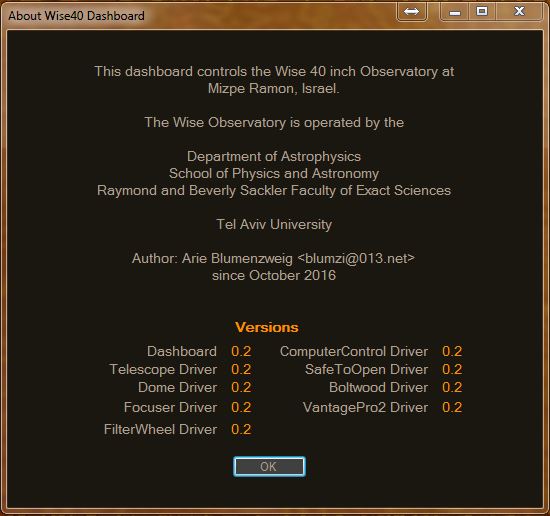 About Wise40 Dashboard
This dashboard controls the Wise 40 inch Observatory at
Mizpe Ramon, Israel.
The Wise Observatory is operated by the
Department of Astrophysics
School of Physics and Astronomy
Raymond and Beverly Sackler Faculty of Exact Sciences
Tel Aviv University
Author: Arie Blumenzweig <blumzi@013.net>
since October 2016
Versions
Dashboard 0.2 ComputerControl Driver 0.2
Telescope Driver 0.2 SafeToOpen Driver 0.2
Dome Driver 0.2 Boltwood Driver 0.2
Focuser Driver 0.2 VantagePro2 Driver 0.2
FilterWheel Driver 0.2
OK